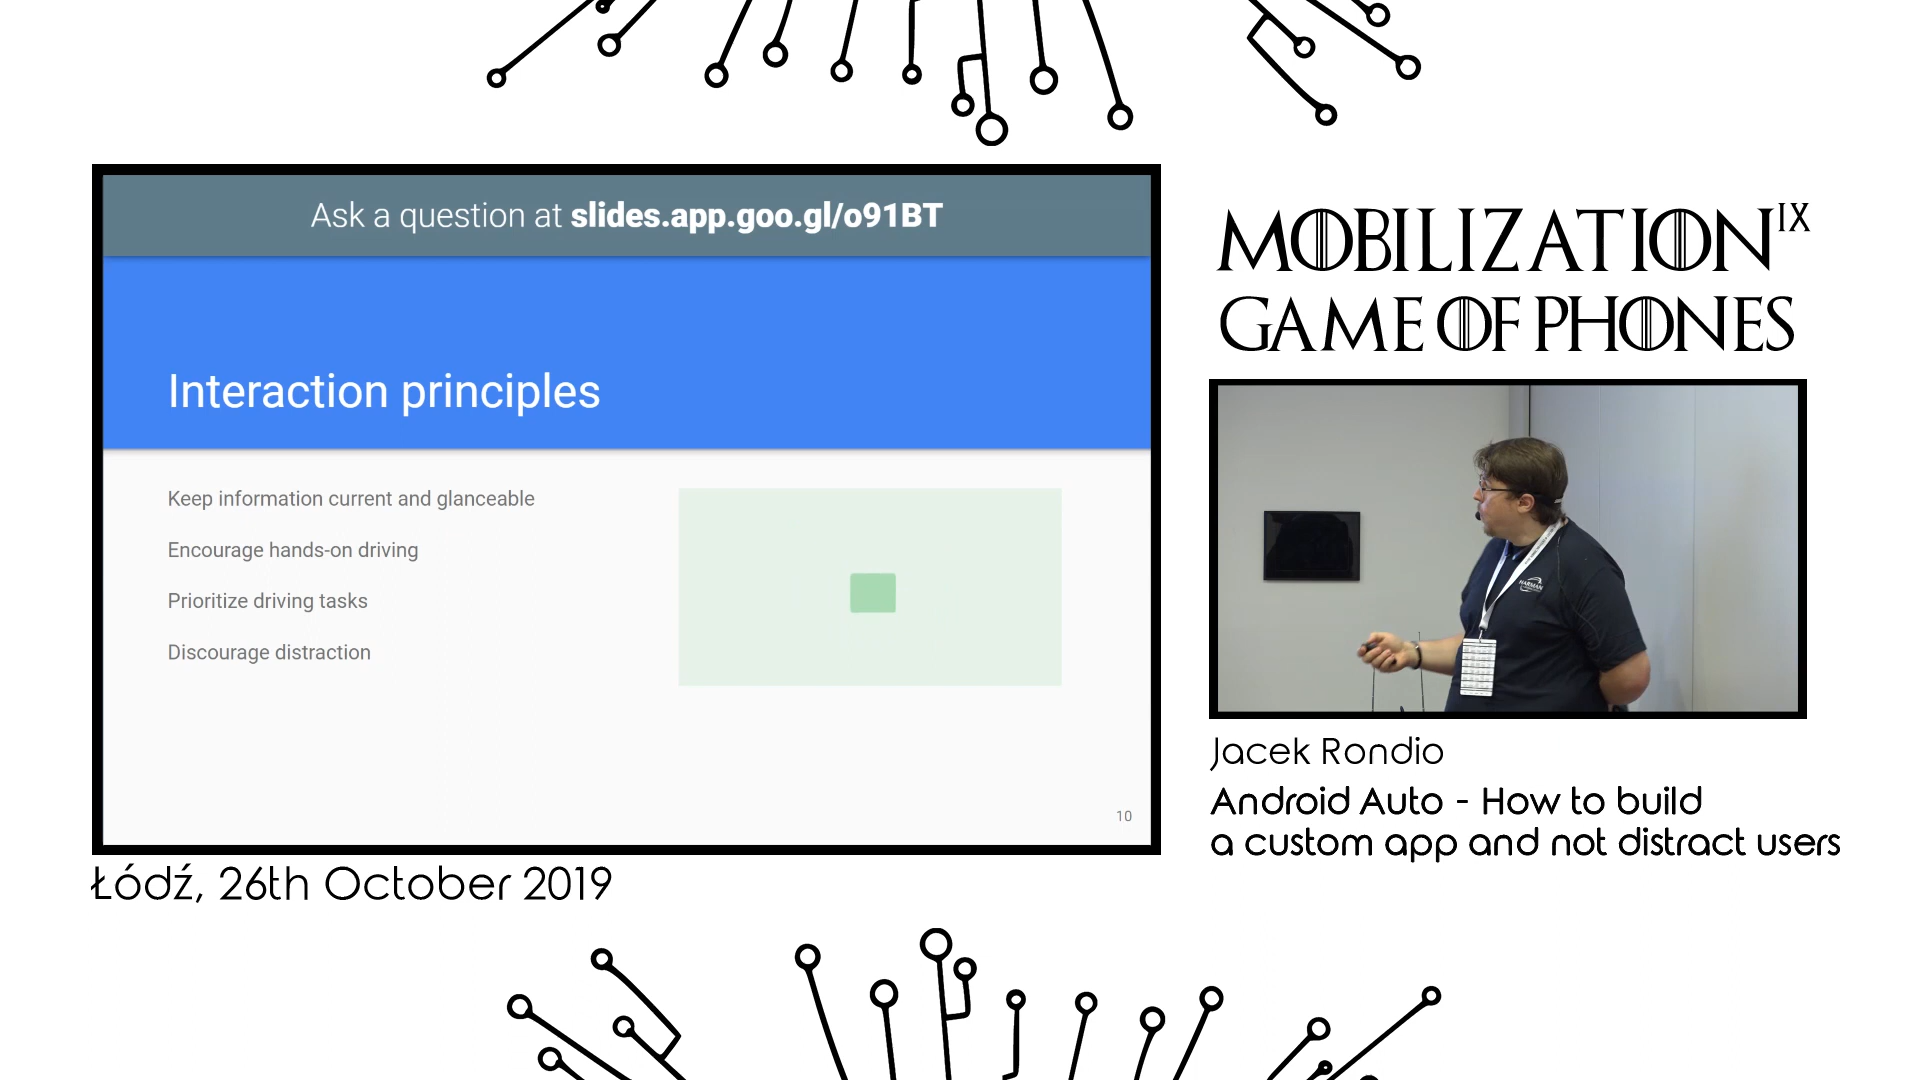 Ask a question at slides.app.goo.gl/o91BT
Interaction principles
Keep information current and glanceable
Encourage hands-on driving
Prioritize driving tasks
Discourage distraction
10
Łódź, 26th October 2019
MOBILIZATION IX
GAME OF PHONES
HARMAN
Jacek Rondio
Android Auto - How to build
a custom app and not distract users